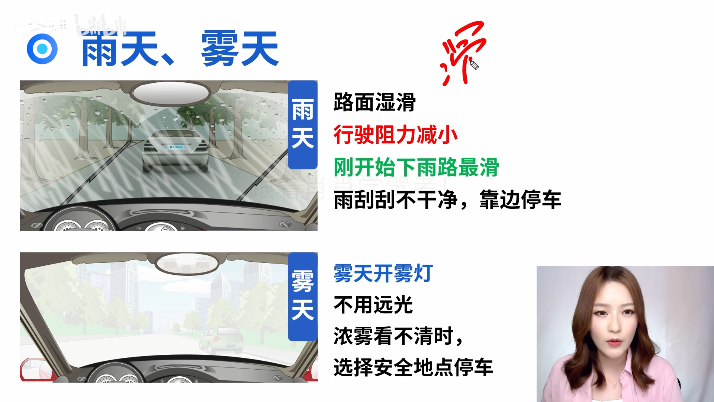 雨天、雾天
雨天
路面湿滑
行驶阻力减小
刚开始下雨路最滑
雨刮刮不干净，靠边停车
雾天
雾天开雾灯
不用远光
浓雾看不清时，
选择安全地点停车